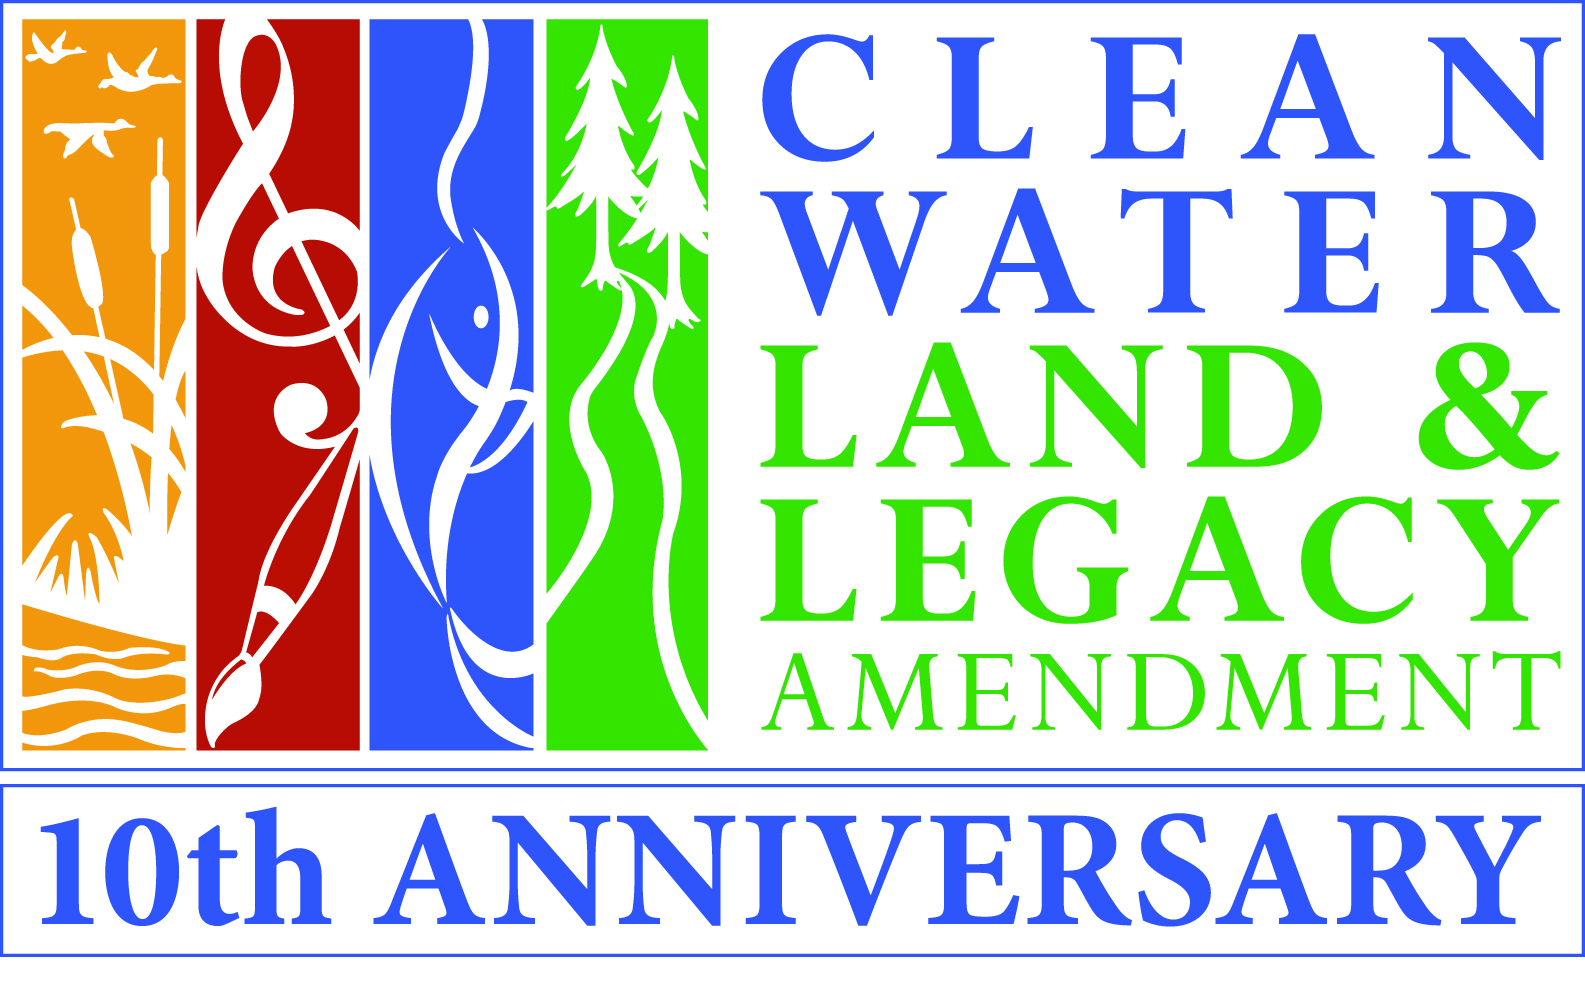 CLEAN
WATER
LAND &
LEGACY
AMENDMENT
10th ANNIVERSARY